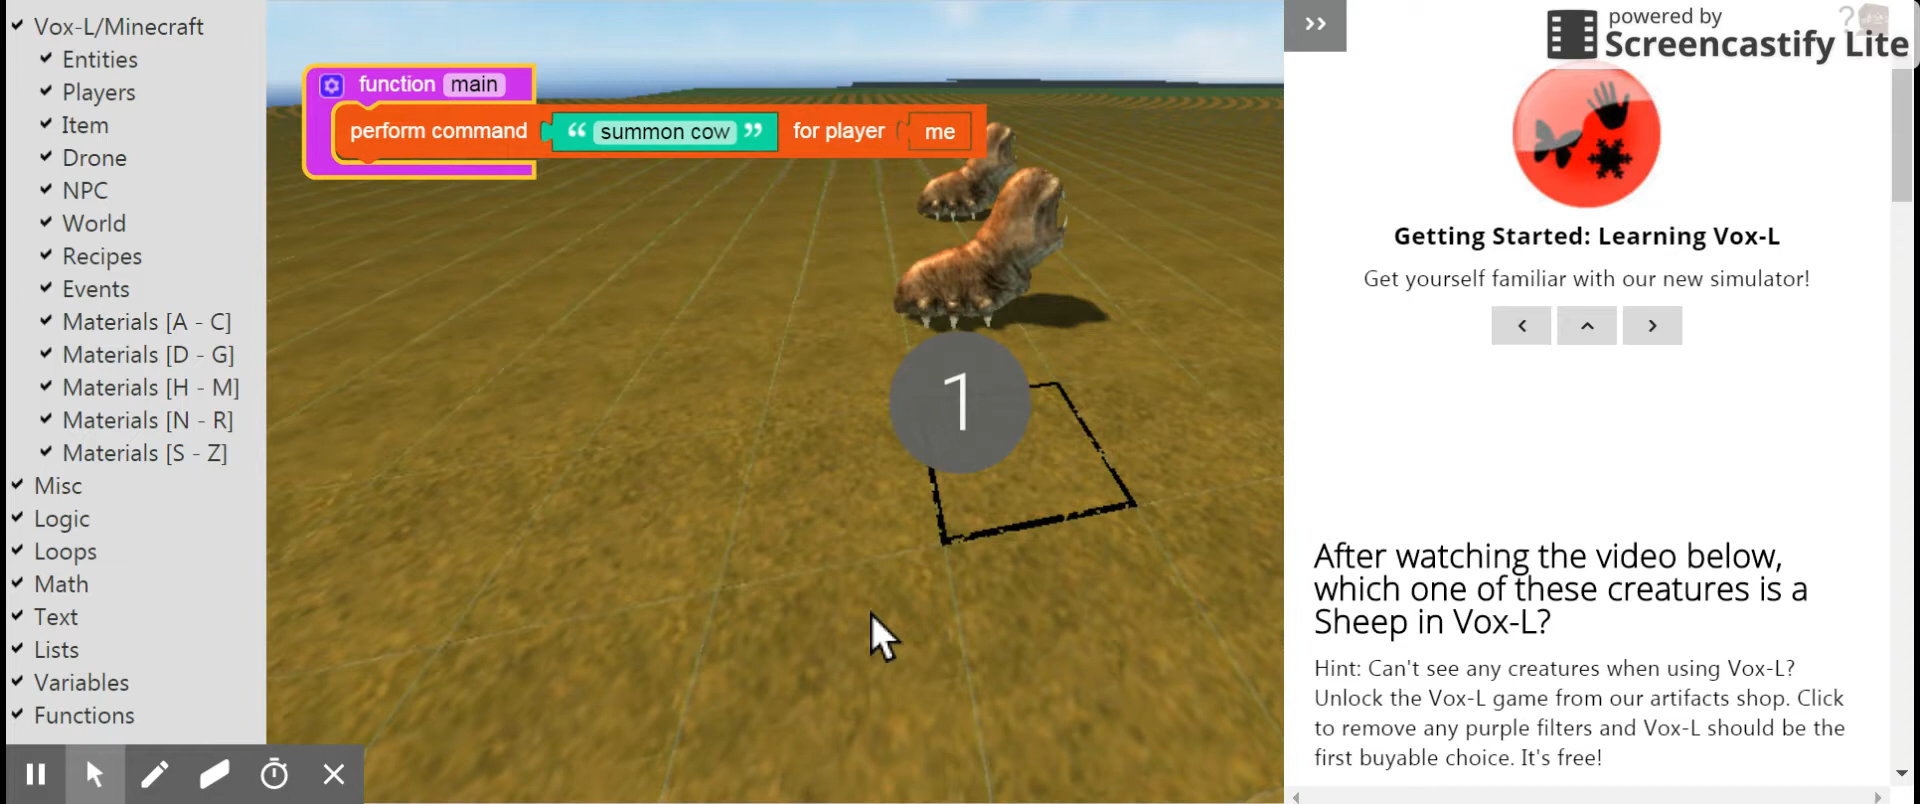 Vox-L/Minecraft
Entities
Players
Item
Drone
NPC
World
Recipes
Events
Materials [A - C]
Materials [D - G]
Materials [H - M]
Materials [N - R]
Materials [S - Z]
Misc
Logic
Loops
Math
Text
Lists
Variables
Functions
function main
perform command “ summon cow ” for player me
1
powered by
Screencastify Lite
Getting Started: Learning Vox-L
Get yourself familiar with our new simulator!
After watching the video below,
which one of these creatures is a
Sheep in Vox-L?
Hint: Can't see any creatures when using Vox-L?
Unlock the Vox-L game from our artifacts shop. Click
to remove any purple filters and Vox-L should be the
first buyable choice. It's free!